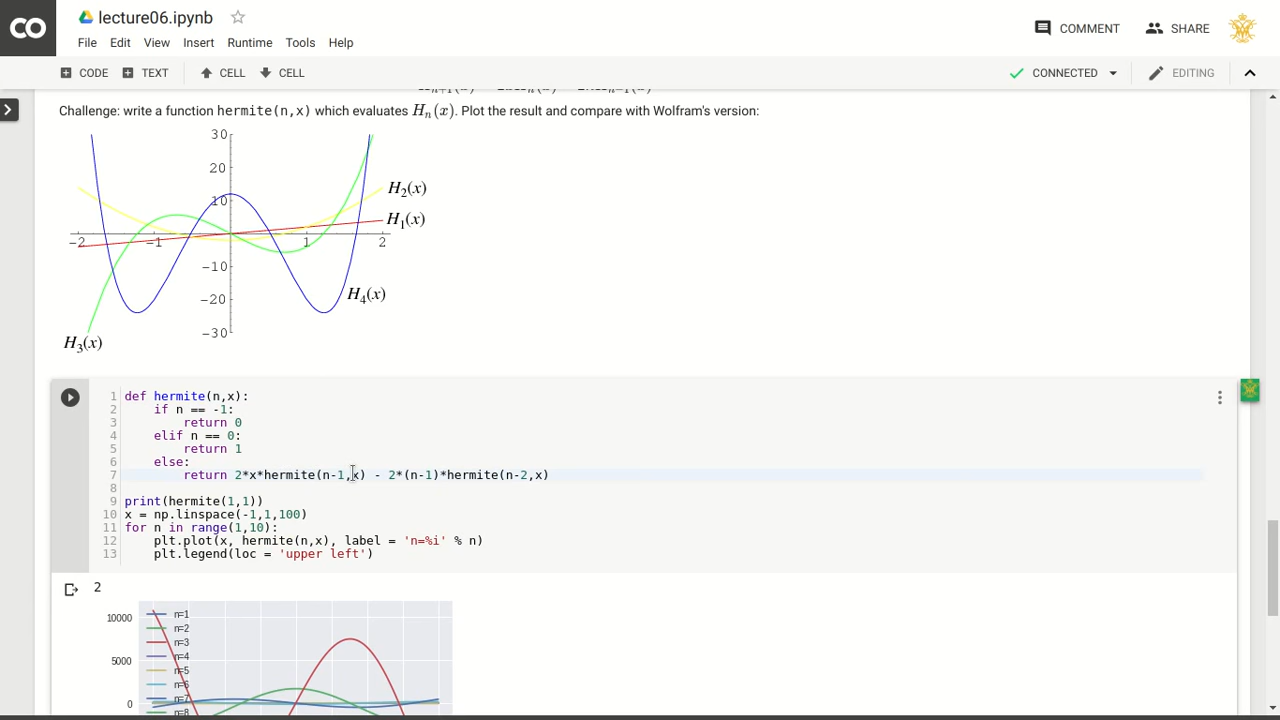 CO
lecture06.ipynb
File Edit View Insert Runtime Tools Help
COMMENT SHARE
CODE TEXT CELL CELL
CONNECTED EDITING
Challenge: write a function hermite(n,x) which evaluates Hₙ(x). Plot the result and compare with Wolfram's version:
30
20
10
-10
-20
-30
-2 -1 1 2
H₂(x)
H₁(x)
H₄(x)
H₃(x)
1 def hermite(n,x):
2     if n == -1:
3         return 0
4     elif n == 0:
5         return 1
6     else:
7         return 2*x*hermite(n-1,x) - 2*(n-1)*hermite(n-2,x)
8
9 print(hermite(1,1))
10 x = np.linspace(-1,1,100)
11 for n in range(1,10):
12     plt.plot(x, hermite(n,x), label = 'n=%i' % n)
13     plt.legend(loc = 'upper left')
2
10000
5000
0
n=1
n=2
n=3
n=4
n=5
n=6
n=7
n=8